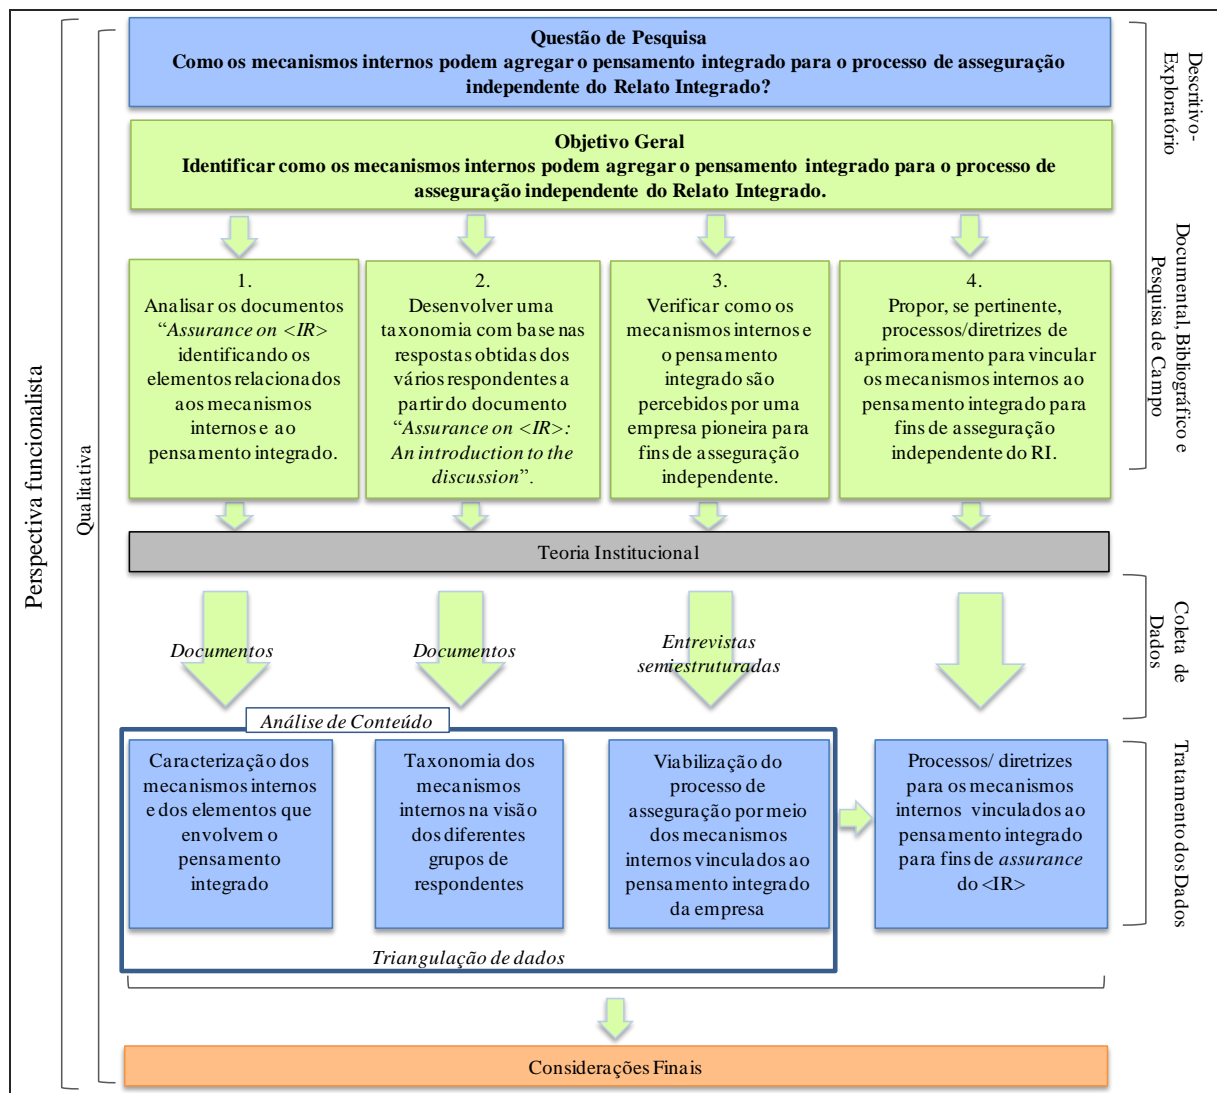 Questão de Pesquisa
Como os mecanismos internos podem agregar o pensamento integrado para o processo de asseguração
independente do Relato Integrado?
Objetivo Geral
Identificar como os mecanismos internos podem agregar o pensamento integrado para o processo de
asseguração independente do Relato Integrado.
1.
Analisar os documentos
“Assurance on <IR>
identificando os
elementos relacionados
aos mecanismos
internos e ao
pensamento integrado.
2.
Desenvolver uma
taxonomia com base nas
respostas obtidas dos
vários respondentes a
partir do documento
“Assurance on <IR>:
An introduction to the
discussion”.
3.
Verificar como os
mecanismos internos e
o pensamento
integrado são
percebidos por uma
empresa pioneira para
fins de asseguração
independente.
4.
Propor, se pertinente,
processos/diretrizes de
aprimoramento para vincular
os mecanismos internos ao
pensamento integrado para
fins de asseguração
independente do RI.
Teoria Institucional
Documentos
Documentos
Entrevistas
semiestruturadas
Análise de Conteúdo
Caracterização dos
mecanismos internos
e dos elementos que
envolvem o
pensamento
integrado
Taxonomia dos
mecanismos
internos na visão
dos diferentes
grupos de
respondentes
Viabilização do
processo de
asseguração por meio
dos mecanismos
internos vinculados ao
pensamento integrado
da empresa
Processos/ diretrizes
para os mecanismos
internos vinculados ao
pensamento integrado
para fins de assurance
do <IR>
Triangulação de dados
Considerações Finais
Perspectiva funcionalista
Qualitativa
Descritivo-
Exploratório
Documental, Bibliográfico e
Pesquisa de Campo
Coleta de
Dados
Tratamento dos Dados